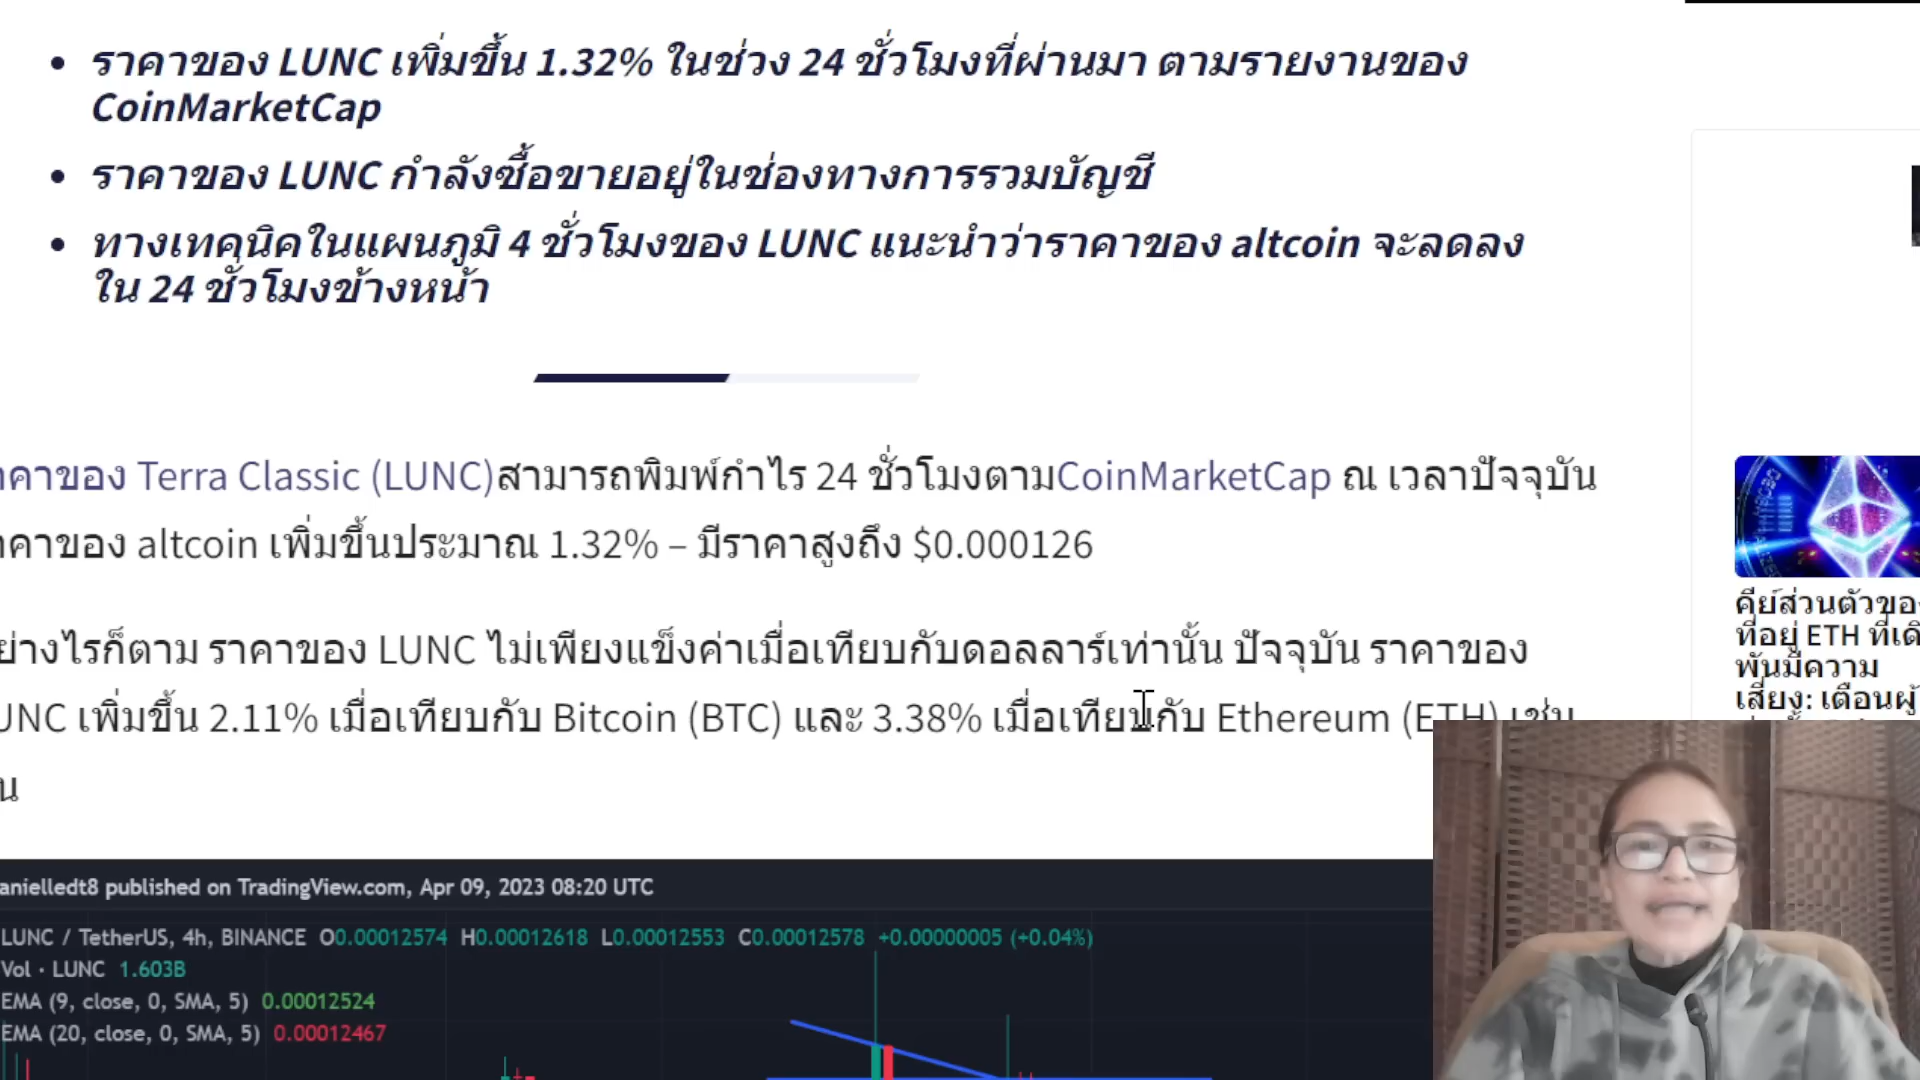 ราคาของ LUNC เพิ่มขึ้น 1.32% ในช่วง 24 ชั่วโมงที่ผ่านมา ตามรายงานของ
CoinMarketCap
ราคาของ LUNC กำลังซื้อขายอยู่ในช่องทางการรวมบัญชี
ทางเทคนิคในแผนภูมิ 4 ชั่วโมงของ LUNC แนะนำว่าราคาของ altcoin จะลดลง
ใน 24 ชั่วโมงข้างหน้า
าคาของ Terra Classic (LUNC)สามารถพิมพ์กำไร 24 ชั่วโมงตามCoinMarketCap ณ เวลาปัจจุบัน
าคาของ altcoin เพิ่มขึ้นประมาณ 1.32% – มีราคาสูงถึง $0.000126
ย่างไรก็ตาม ราคาของ LUNC ไม่เพียงแข็งค่าเมื่อเทียบกับดอลลาร์เท่านั้น ปัจจุบัน ราคาของ
UNC เพิ่มขึ้น 2.11% เมื่อเทียบกับ Bitcoin (BTC) และ 3.38% เมื่อเทียบกับ Ethereum (ETH) เช่น
น
คีย์ส่วนตัวของ
ที่อยู่ ETH ที่เดิ
พันมีความ
เสี่ยง: เตือนผู้
anielledt8 published on TradingView.com, Apr 09, 2023 08:20 UTC
LUNC / TetherUS, 4h, BINANCE O0.00012574 H0.00012618 L0.00012553 C0.00012578 +0.00000005 (+0.04%)
Vol · LUNC 1.603B
EMA (9, close, 0, SMA, 5) 0.00012524
EMA (20, close, 0, SMA, 5) 0.00012467